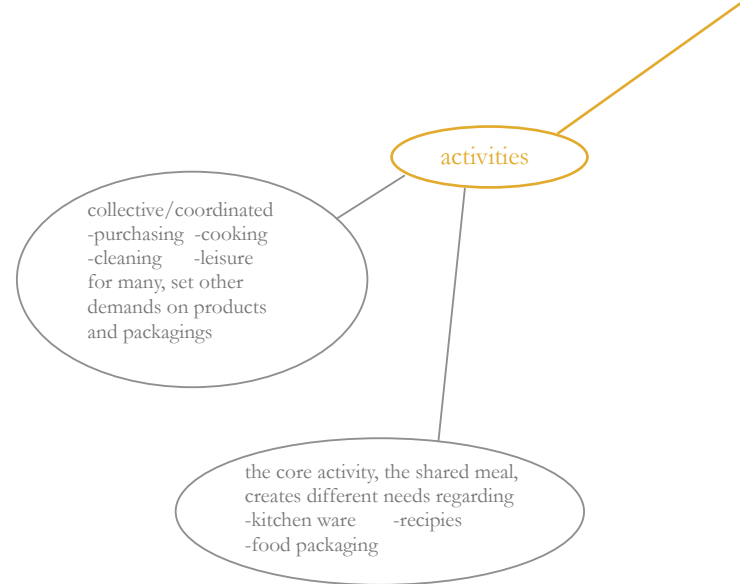 activities
collective/coordinated
-purchasing -cooking
-cleaning -leisure
for many, set other
demands on products
and packagings
the core activity, the shared meal,
creates different needs regarding
-kitchen ware -recipies
-food packaging